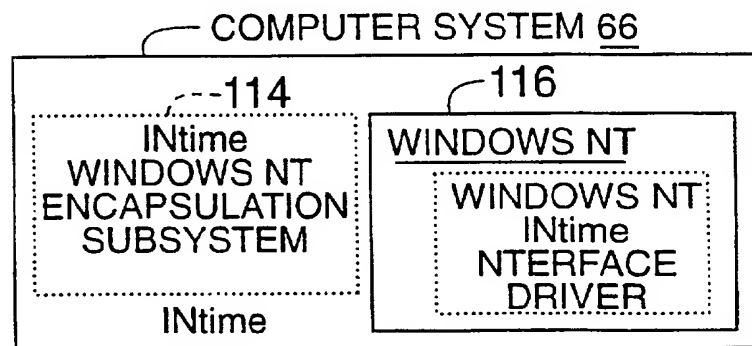 COMPUTER SYSTEM 66
114
116
INtime
WINDOWS NT
ENCAPSULATION
SUBSYSTEM
INtime
WINDOWS NT
WINDOWS NT
INtime
NTERFACE
DRIVER